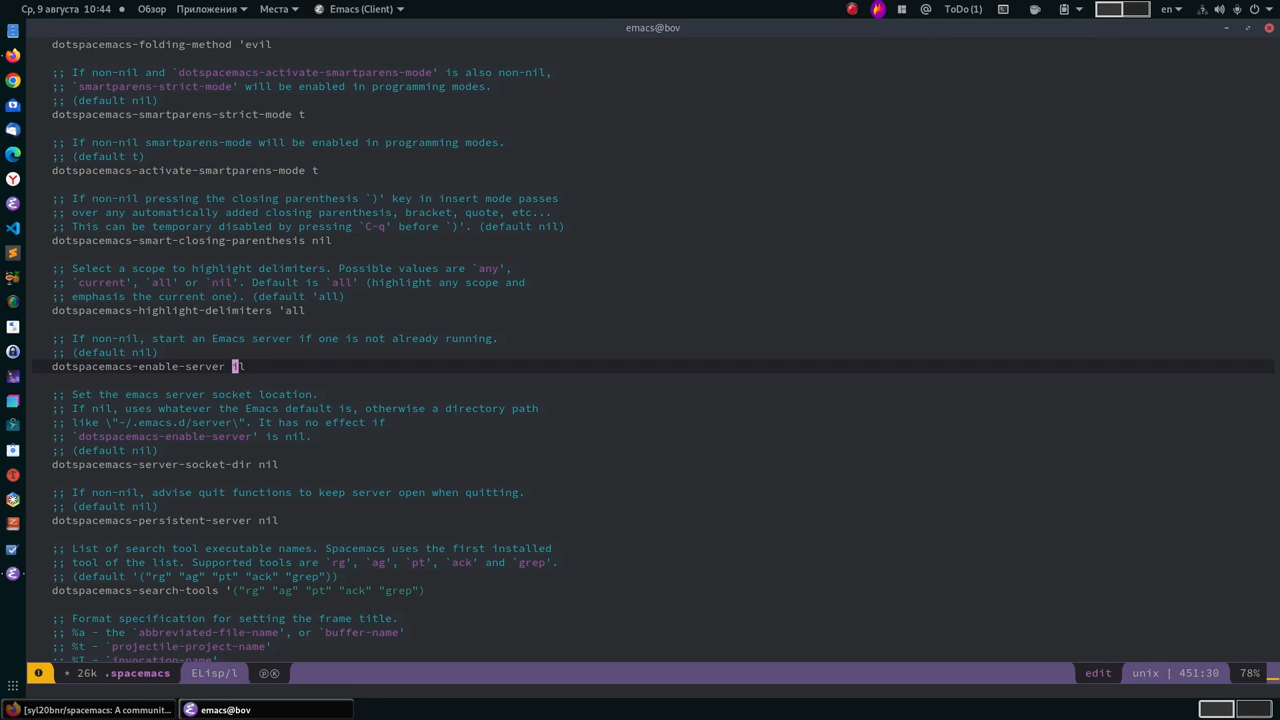 Ср, 9 августа 10:44
Обзор
Приложения
Места
Emacs (Client)
ToDo (1)
en
emacs@bov
dotspacemacs-folding-method 'evil
;; If non-nil and `dotspacemacs-activate-smartparens-mode' is also non-nil,
;; `smartparens-strict-mode' will be enabled in programming modes.
;; (default nil)
dotspacemacs-smartparens-strict-mode t
;; If non-nil smartparens-mode will be enabled in programming modes.
;; (default t)
dotspacemacs-activate-smartparens-mode t
;; If non-nil pressing the closing parenthesis `)' key in insert mode passes
;; over any automatically added closing parenthesis, bracket, quote, etc...
;; This can be temporary disabled by pressing `C-q' before `)'. (default nil)
dotspacemacs-smart-closing-parenthesis nil
;; Select a scope to highlight delimiters. Possible values are `any',
;; `current', `all' or `nil'. Default is `all' (highlight any scope and
;; emphasis the current one). (default 'all)
dotspacemacs-highlight-delimiters 'all
;; If non-nil, start an Emacs server if one is not already running.
;; (default nil)
dotspacemacs-enable-server il
;; Set the emacs server socket location.
;; If nil, uses whatever the Emacs default is, otherwise a directory path
;; like \"~/.emacs.d/server\". It has no effect if
;; `dotspacemacs-enable-server' is nil.
;; (default nil)
dotspacemacs-server-socket-dir nil
;; If non-nil, advise quit functions to keep server open when quitting.
;; (default nil)
dotspacemacs-persistent-server nil
;; List of search tool executable names. Spacemacs uses the first installed
;; tool of the list. Supported tools are `rg', `ag', `pt', `ack' and `grep'.
;; (default '("rg" "ag" "pt" "ack" "grep"))
dotspacemacs-search-tools '("rg" "ag" "pt" "ack" "grep")
;; Format specification for setting the frame title.
;; %a - the `abbreviated-file-name', or `buffer-name'
;; %t - `projectile-project-name'
;; %I - `invocation-name'
* 26k .spacemacs
ELisp/l
ⓟⓀ
edit
unix | 451:30
78%
[syl20bnr/spacemacs: A communit...
emacs@bov